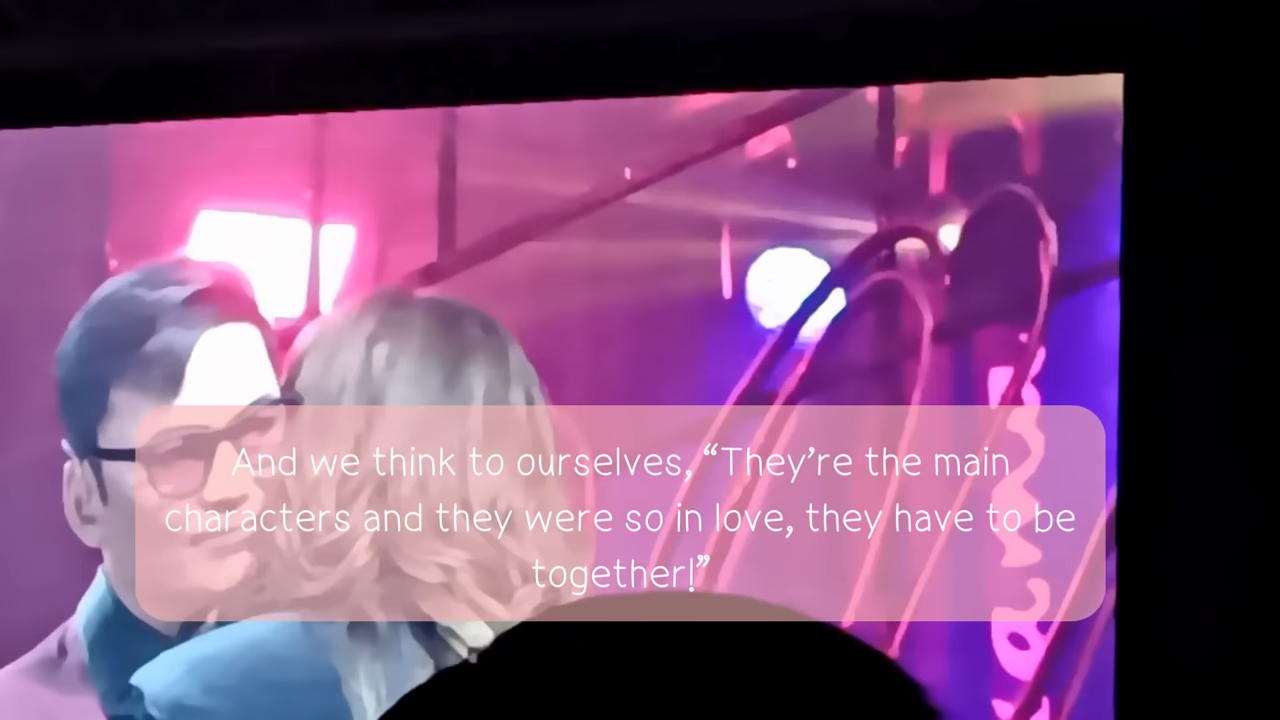 And we think to ourselves, “They’re the main
characters and they were so in love, they have to be
together!”